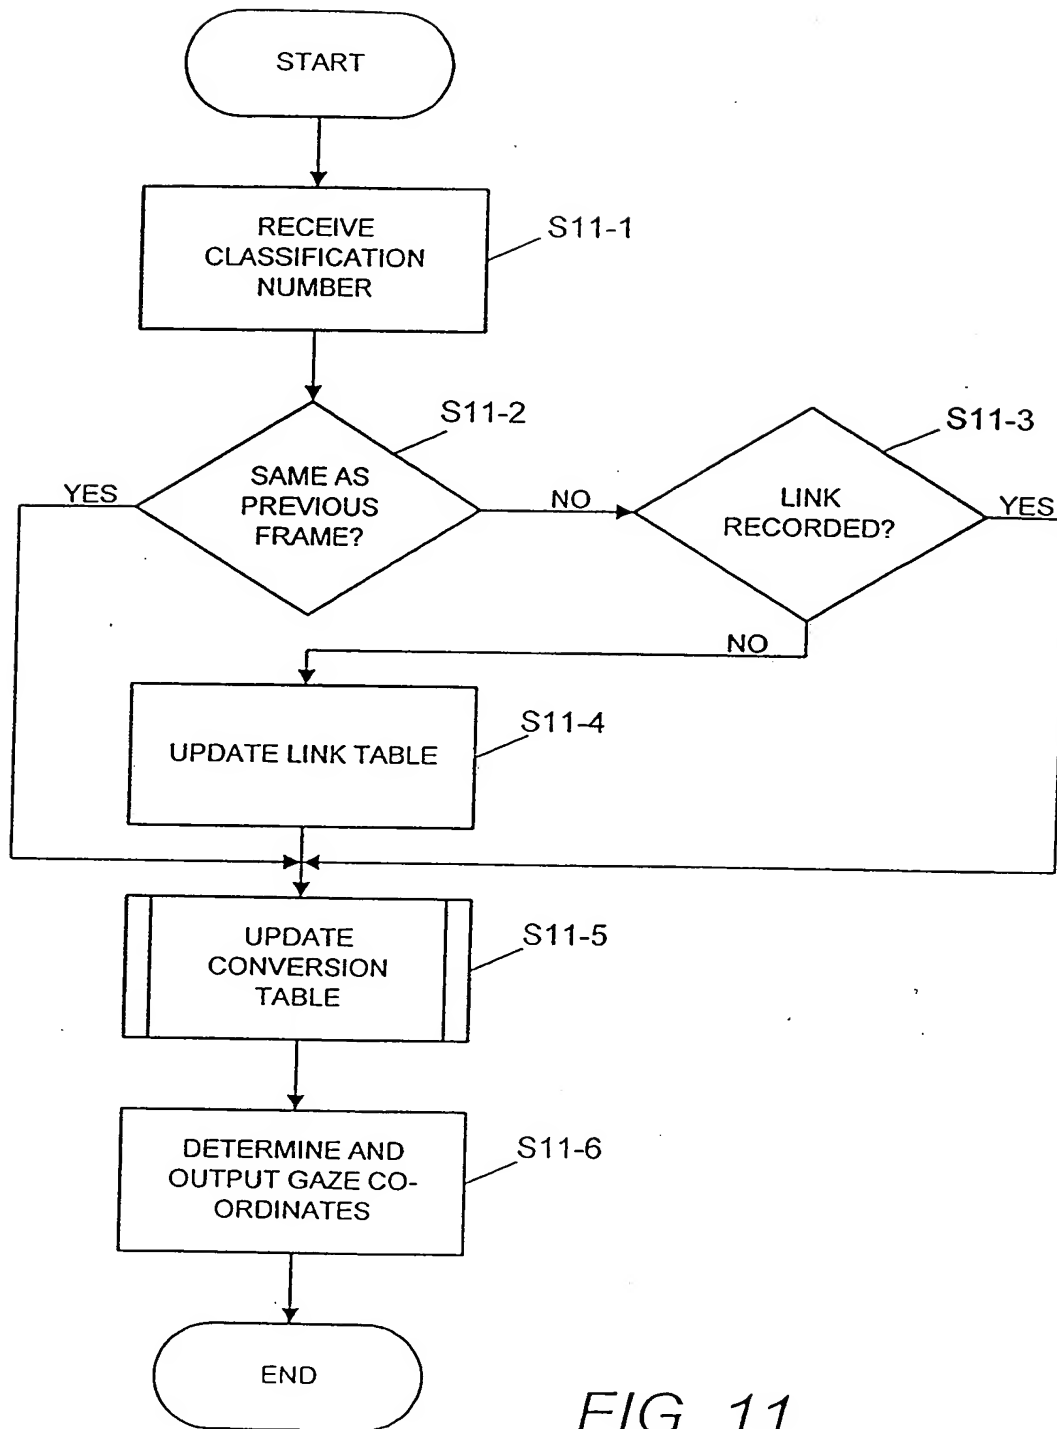 START
RECEIVE
CLASSIFICATION
NUMBER
S11-1
SAME AS
PREVIOUS
FRAME?
S11-2
YES
NO
LINK
RECORDED?
S11-3
YES
NO
UPDATE LINK TABLE
S11-4
UPDATE
CONVERSION
TABLE
S11-5
DETERMINE AND
OUTPUT GAZE CO-
ORDINATES
S11-6
END
FIG. 11